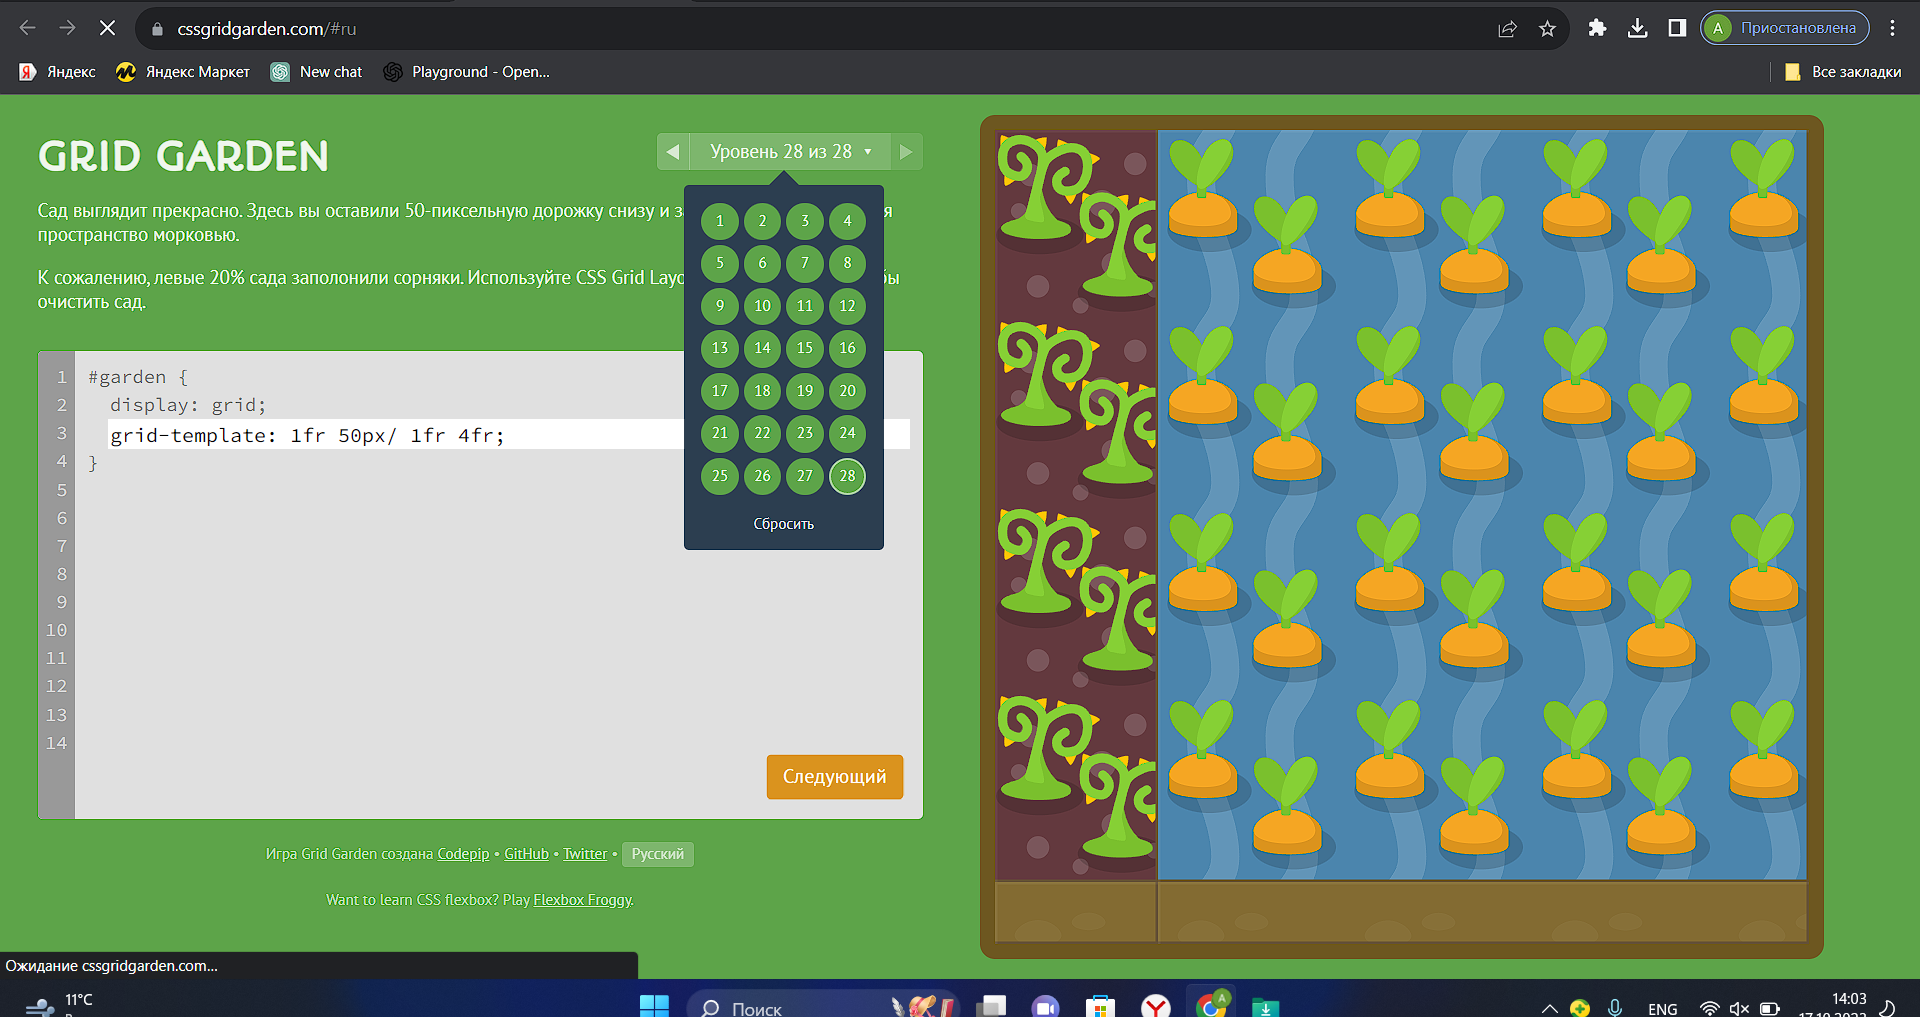 cssgridgarden.com/#ru
A Приостановлена
Яндекс Яндекс Маркет New chat Playground - Open... Все закладки
GRID GARDEN
Уровень 28 из 28
Сад выглядит прекрасно. Здесь вы оставили 50-пиксельную дорожку снизу и з я
пространство морковью.
К сожалению, левые 20% сада заполонили сорняки. Используйте CSS Grid Layo ы
очистить сад.
1 2 3 4
5 6 7 8
9 10 11 12
13 14 15 16
17 18 19 20
21 22 23 24
25 26 27 28
Сбросить
1 #garden {
2 display: grid;
3 grid-template: 1fr 50px/ 1fr 4fr;
4 }
5
6
7
8
9
10
11
12
13
14
Следующий
Игра Grid Garden создана Codepip • GitHub • Twitter • Русский
Want to learn CSS flexbox? Play Flexbox Froggy.
Ожидание cssgridgarden.com...
11°C
Поиск
ENG
14:03